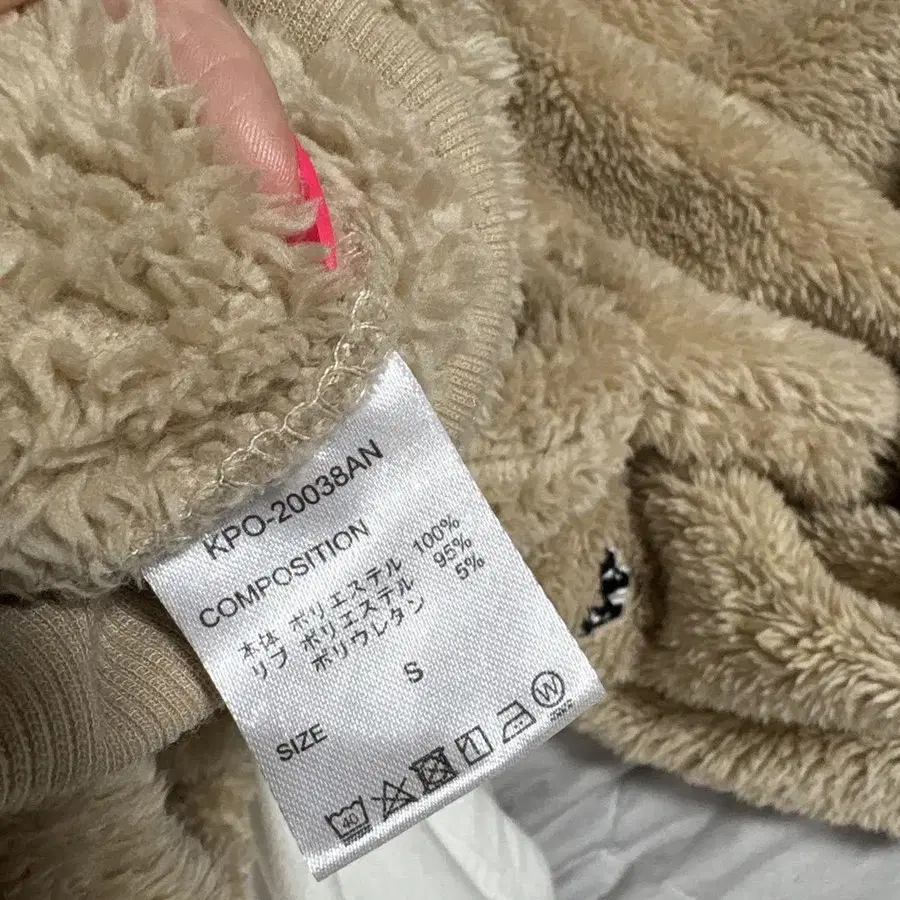 KPO-20038AN
COMPOSITION
本体 ポリエステル 100%
リブ ポリエステル 95%
ポリウレタン 5%
SIZE S
40
W